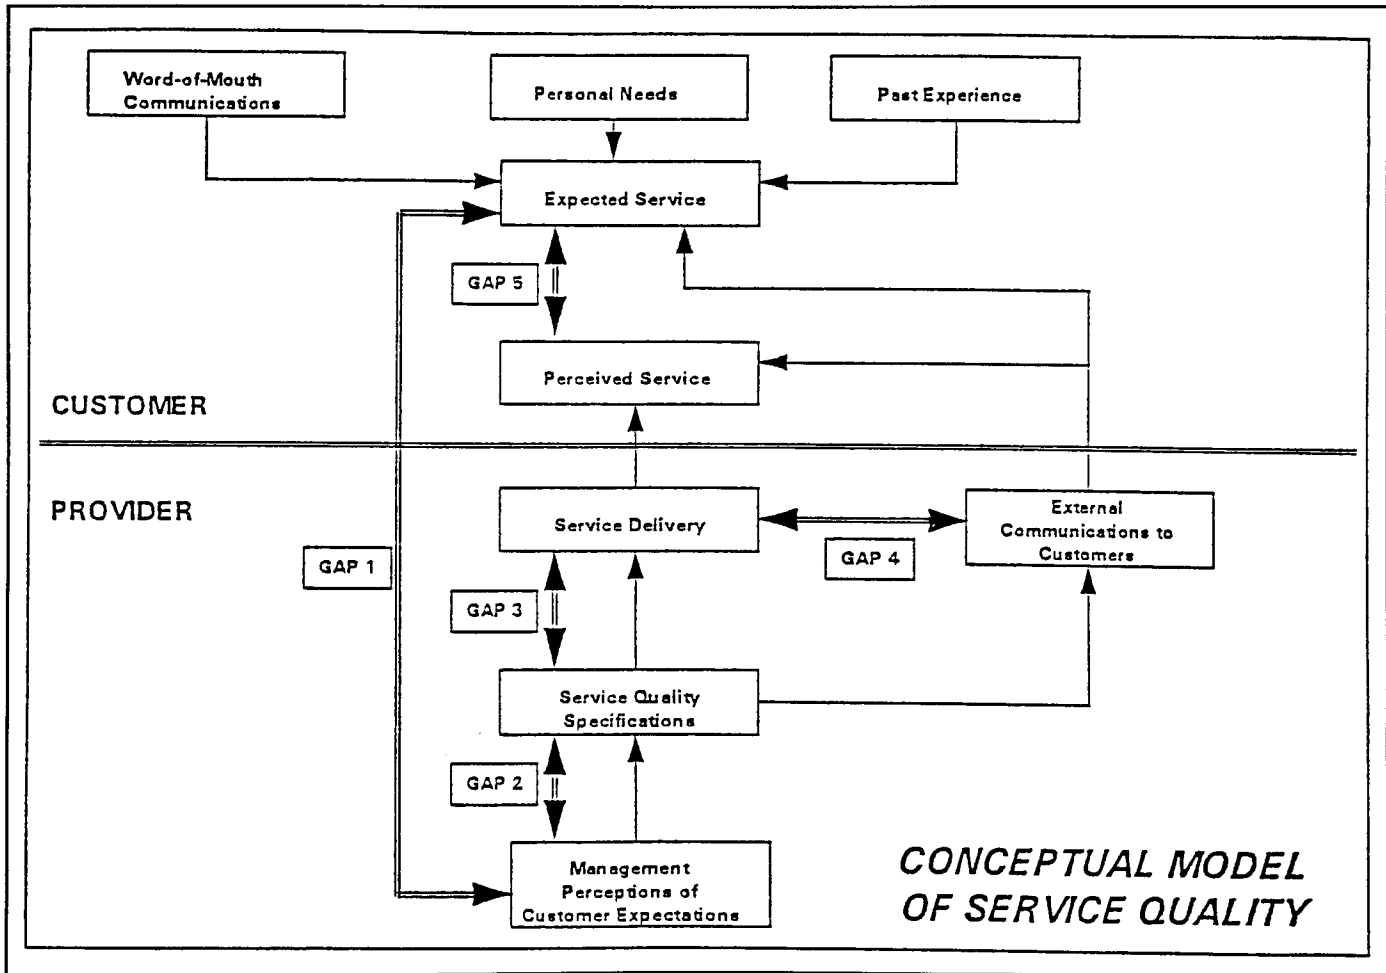 Word-of-Mouth
Communications
Personal Needs
Past Experience
Expected Service
GAP 5
Perceived Service
CUSTOMER
PROVIDER
Service Delivery
External
Communications to
Customers
GAP 1
GAP 4
GAP 3
Service Quality
Specifications
GAP 2
Management
Perceptions of
Customer Expectations
CONCEPTUAL MODEL
OF SERVICE QUALITY